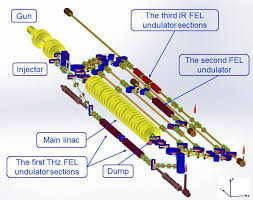 Gun
The third IR FEL
undulator sections
The second FEL
undulator
Injector
Main linac
The first THz FEL
undulator sections
Dump